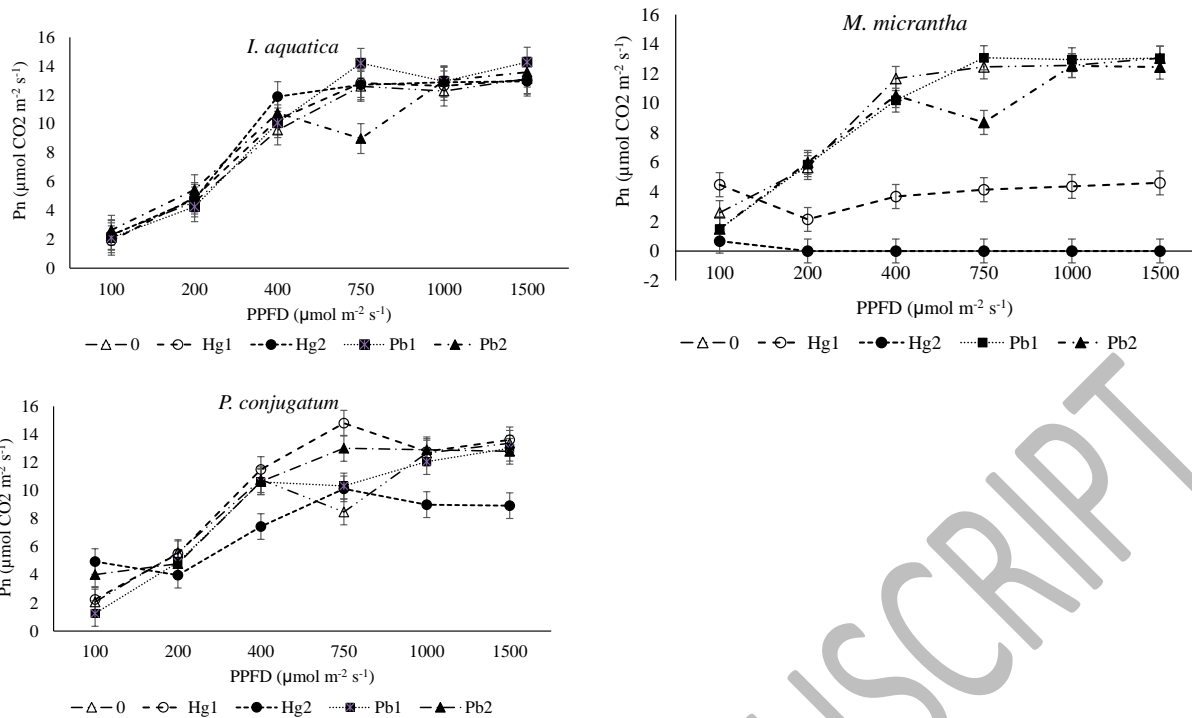 I. aquatica
Pn (µmol CO2 m-2 s-1)
16
14
12
10
8
6
4
2
0
100 200 400 750 1000 1500
PPFD (µmol m-2 s-1)
0 Hg1 Hg2 Pb1 Pb2
M. micrantha
Pn (µmol CO2 m-2 s-1)
16
14
12
10
8
6
4
2
0
-2
100 200 400 750 1000 1500
PPFD (µmol m-2 s-1)
0 Hg1 Hg2 Pb1 Pb2
P. conjugatum
Pn (µmol CO2 m-2 s-1)
16
14
12
10
8
6
4
2
0
100 200 400 750 1000 1500
PPFD (µmol m-2 s-1)
0 Hg1 Hg2 Pb1 Pb2
USCRIPT